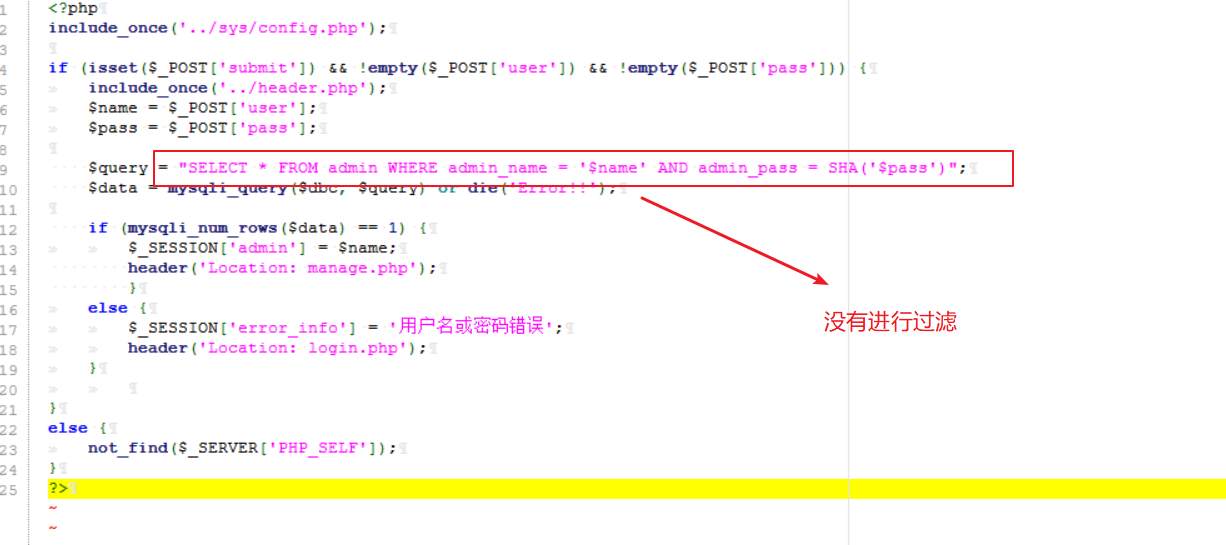 1 <?php
2 include_once('../sys/config.php');
3
4 if (isset($_POST['submit']) && !empty($_POST['user']) && !empty($_POST['pass'])) {
5 include_once('../header.php');
6 $name = $_POST['user'];
7 $pass = $_POST['pass'];
8
9 $query = "SELECT * FROM admin WHERE admin_name = '$name' AND admin_pass = SHA('$pass')";
10 $data = mysqli_query($dbc, $query) or die('Error!!');
11
12 if (mysqli_num_rows($data) == 1) {
13 $_SESSION['admin'] = $name;
14 header('Location: manage.php');
15 }
16 else {
17 $_SESSION['error_info'] = '用户名或密码错误';
18 header('Location: login.php');
19 }
20
21 }
22 else {
23 not_find($_SERVER['PHP_SELF']);
24 }
25 ?>
~
~
没有进行过滤